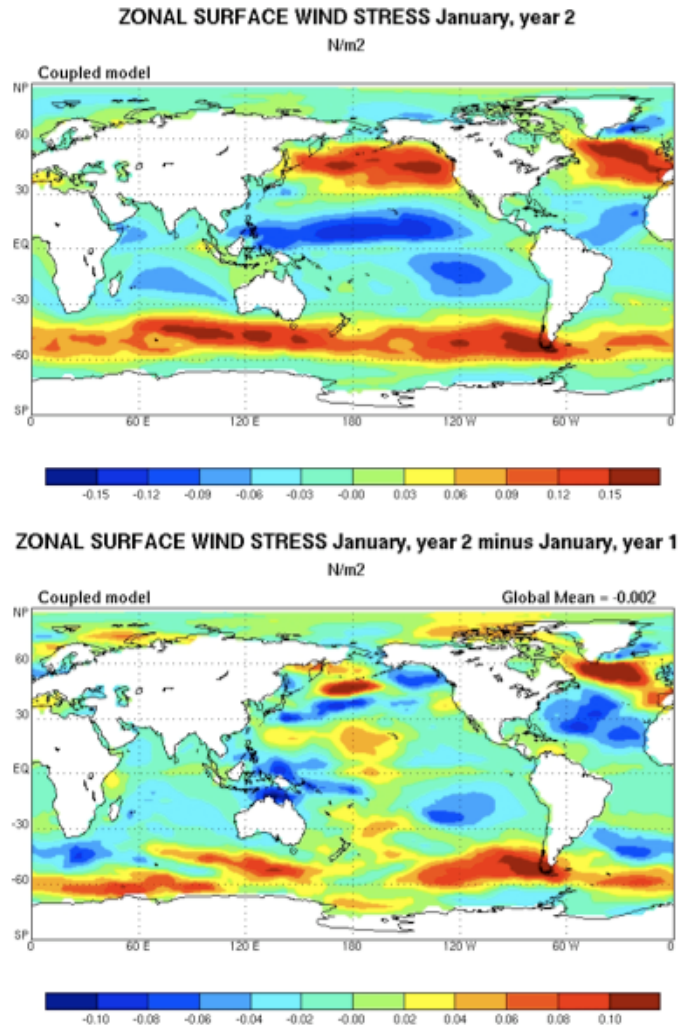 ZONAL SURFACE WIND STRESS January, year 2
N/m2
Coupled model
NP
60
30
EQ
-30
-60
SP
0 60 E 120 E 180 120 W 60 W 0
-0.15 -0.12 -0.09 -0.06 -0.03 -0.00 0.03 0.06 0.09 0.12 0.15
ZONAL SURFACE WIND STRESS January, year 2 minus January, year 1
N/m2
Coupled model Global Mean = -0.002
NP
60
30
EQ
-30
-60
SP
0 60 E 120 E 180 120 W 60 W 0
-0.10 -0.08 -0.06 -0.04 -0.02 -0.00 0.02 0.04 0.06 0.08 0.10